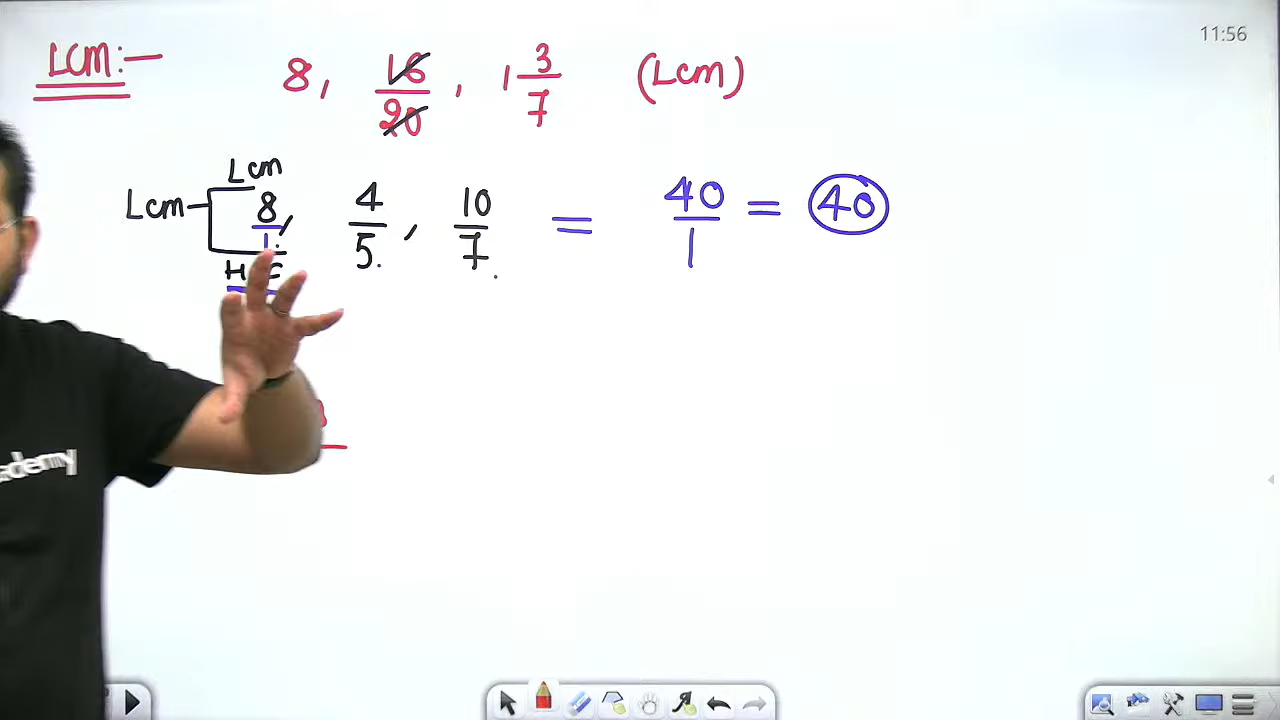 11:56
Lcm:—
8, 16/20, 1 3/7 (Lcm)
Lcm
Lcm 8/1, 4/5, 10/7 = 40/1 = 40